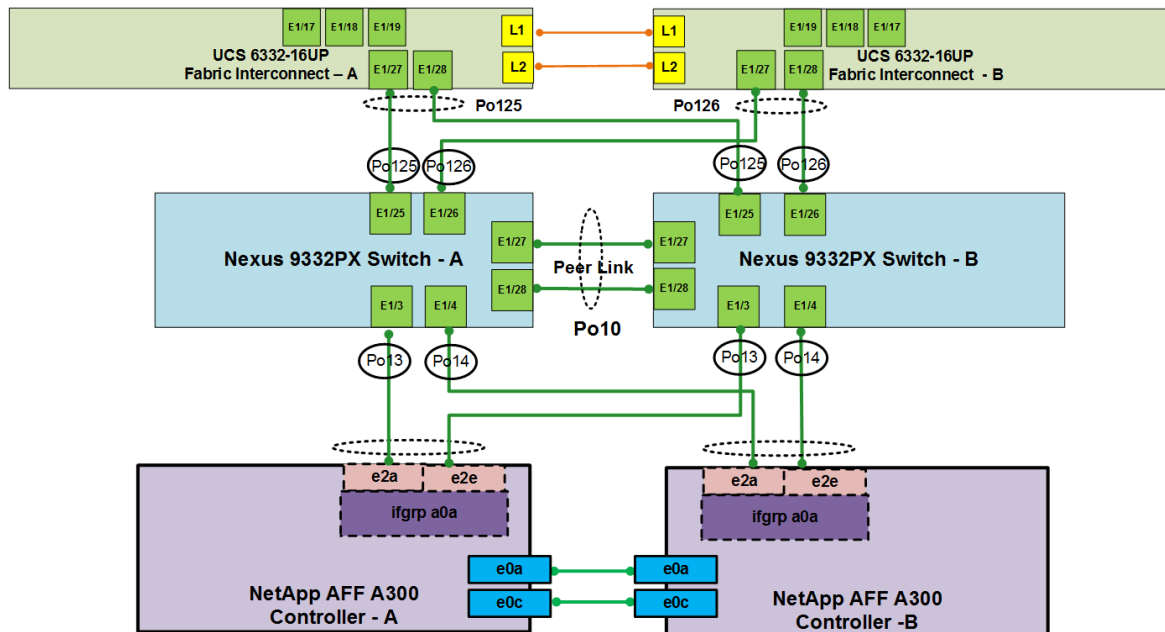 E1/17 E1/18 E1/19
L1
L1
E1/19 E1/18 E1/17
UCS 6332-16UP
Fabric Interconnect – A
UCS 6332-16UP
Fabric Interconnect - B
L2
L2
E1/27
E1/28
E1/27
E1/28
Po125
Po126
Po125
Po126
Po125
Po126
E1/25
E1/26
E1/25
E1/26
Nexus 9332PX Switch - A
Nexus 9332PX Switch - B
E1/27
E1/27
Peer Link
E1/28
E1/28
E1/3
E1/4
E1/3
E1/4
Po10
Po13
Po14
Po13
Po14
e2a
e2e
e2a
e2e
ifgrp a0a
ifgrp a0a
e0a
e0a
e0c
e0c
NetApp AFF A300
Controller - A
NetApp AFF A300
Controller -B